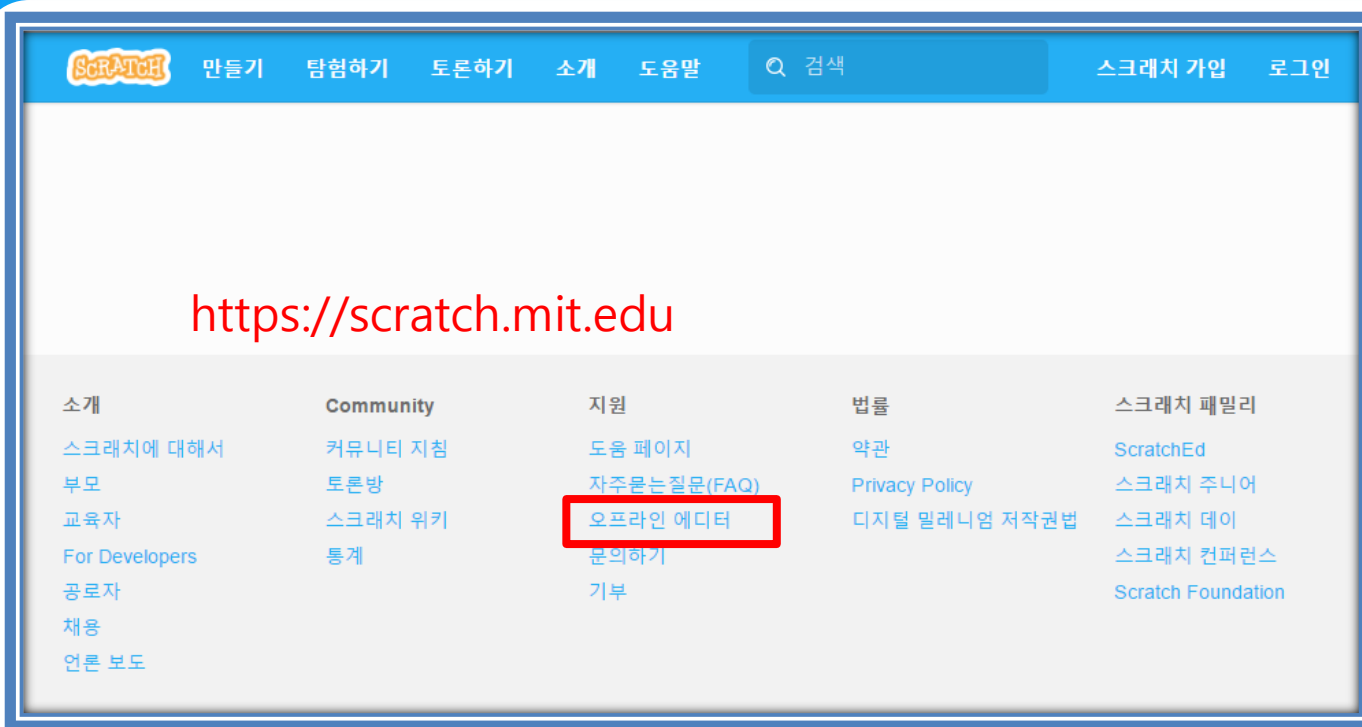 SCRATCH 만들기 탐험하기 토론하기 소개 도움말 검색 스크래치 가입 로그인
https://scratch.mit.edu
소개
스크래치에 대해서
부모
교육자
For Developers
공로자
채용
언론 보도
Community
커뮤니티 지침
토론방
스크래치 위키
통계
지원
도움 페이지
자주묻는질문(FAQ)
오프라인 에디터
문의하기
기부
법률
약관
Privacy Policy
디지털 밀레니엄 저작권법
스크래치 패밀리
ScratchEd
스크래치 주니어
스크래치 데이
스크래치 컨퍼런스
Scratch Foundation